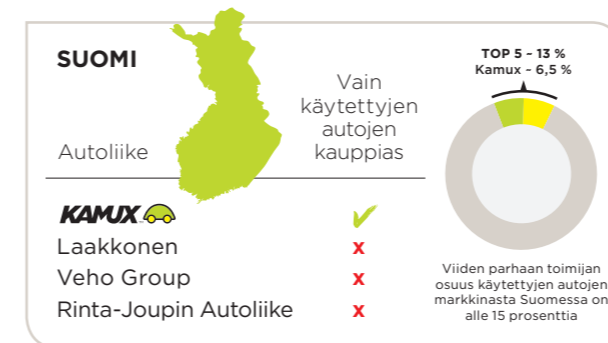 SUOMI
Autoliike
Vain
käytettyjen
autojen
kauppias
KAMUX
Laakkonen x
Veho Group x
Rinta-Joupin Autoliike x
TOP 5 - 13 %
Kamux - 6,5 %
Viiden parhaan toimijan
osuus käytettyjen autojen
markkinasta Suomessa on
alle 15 prosenttia